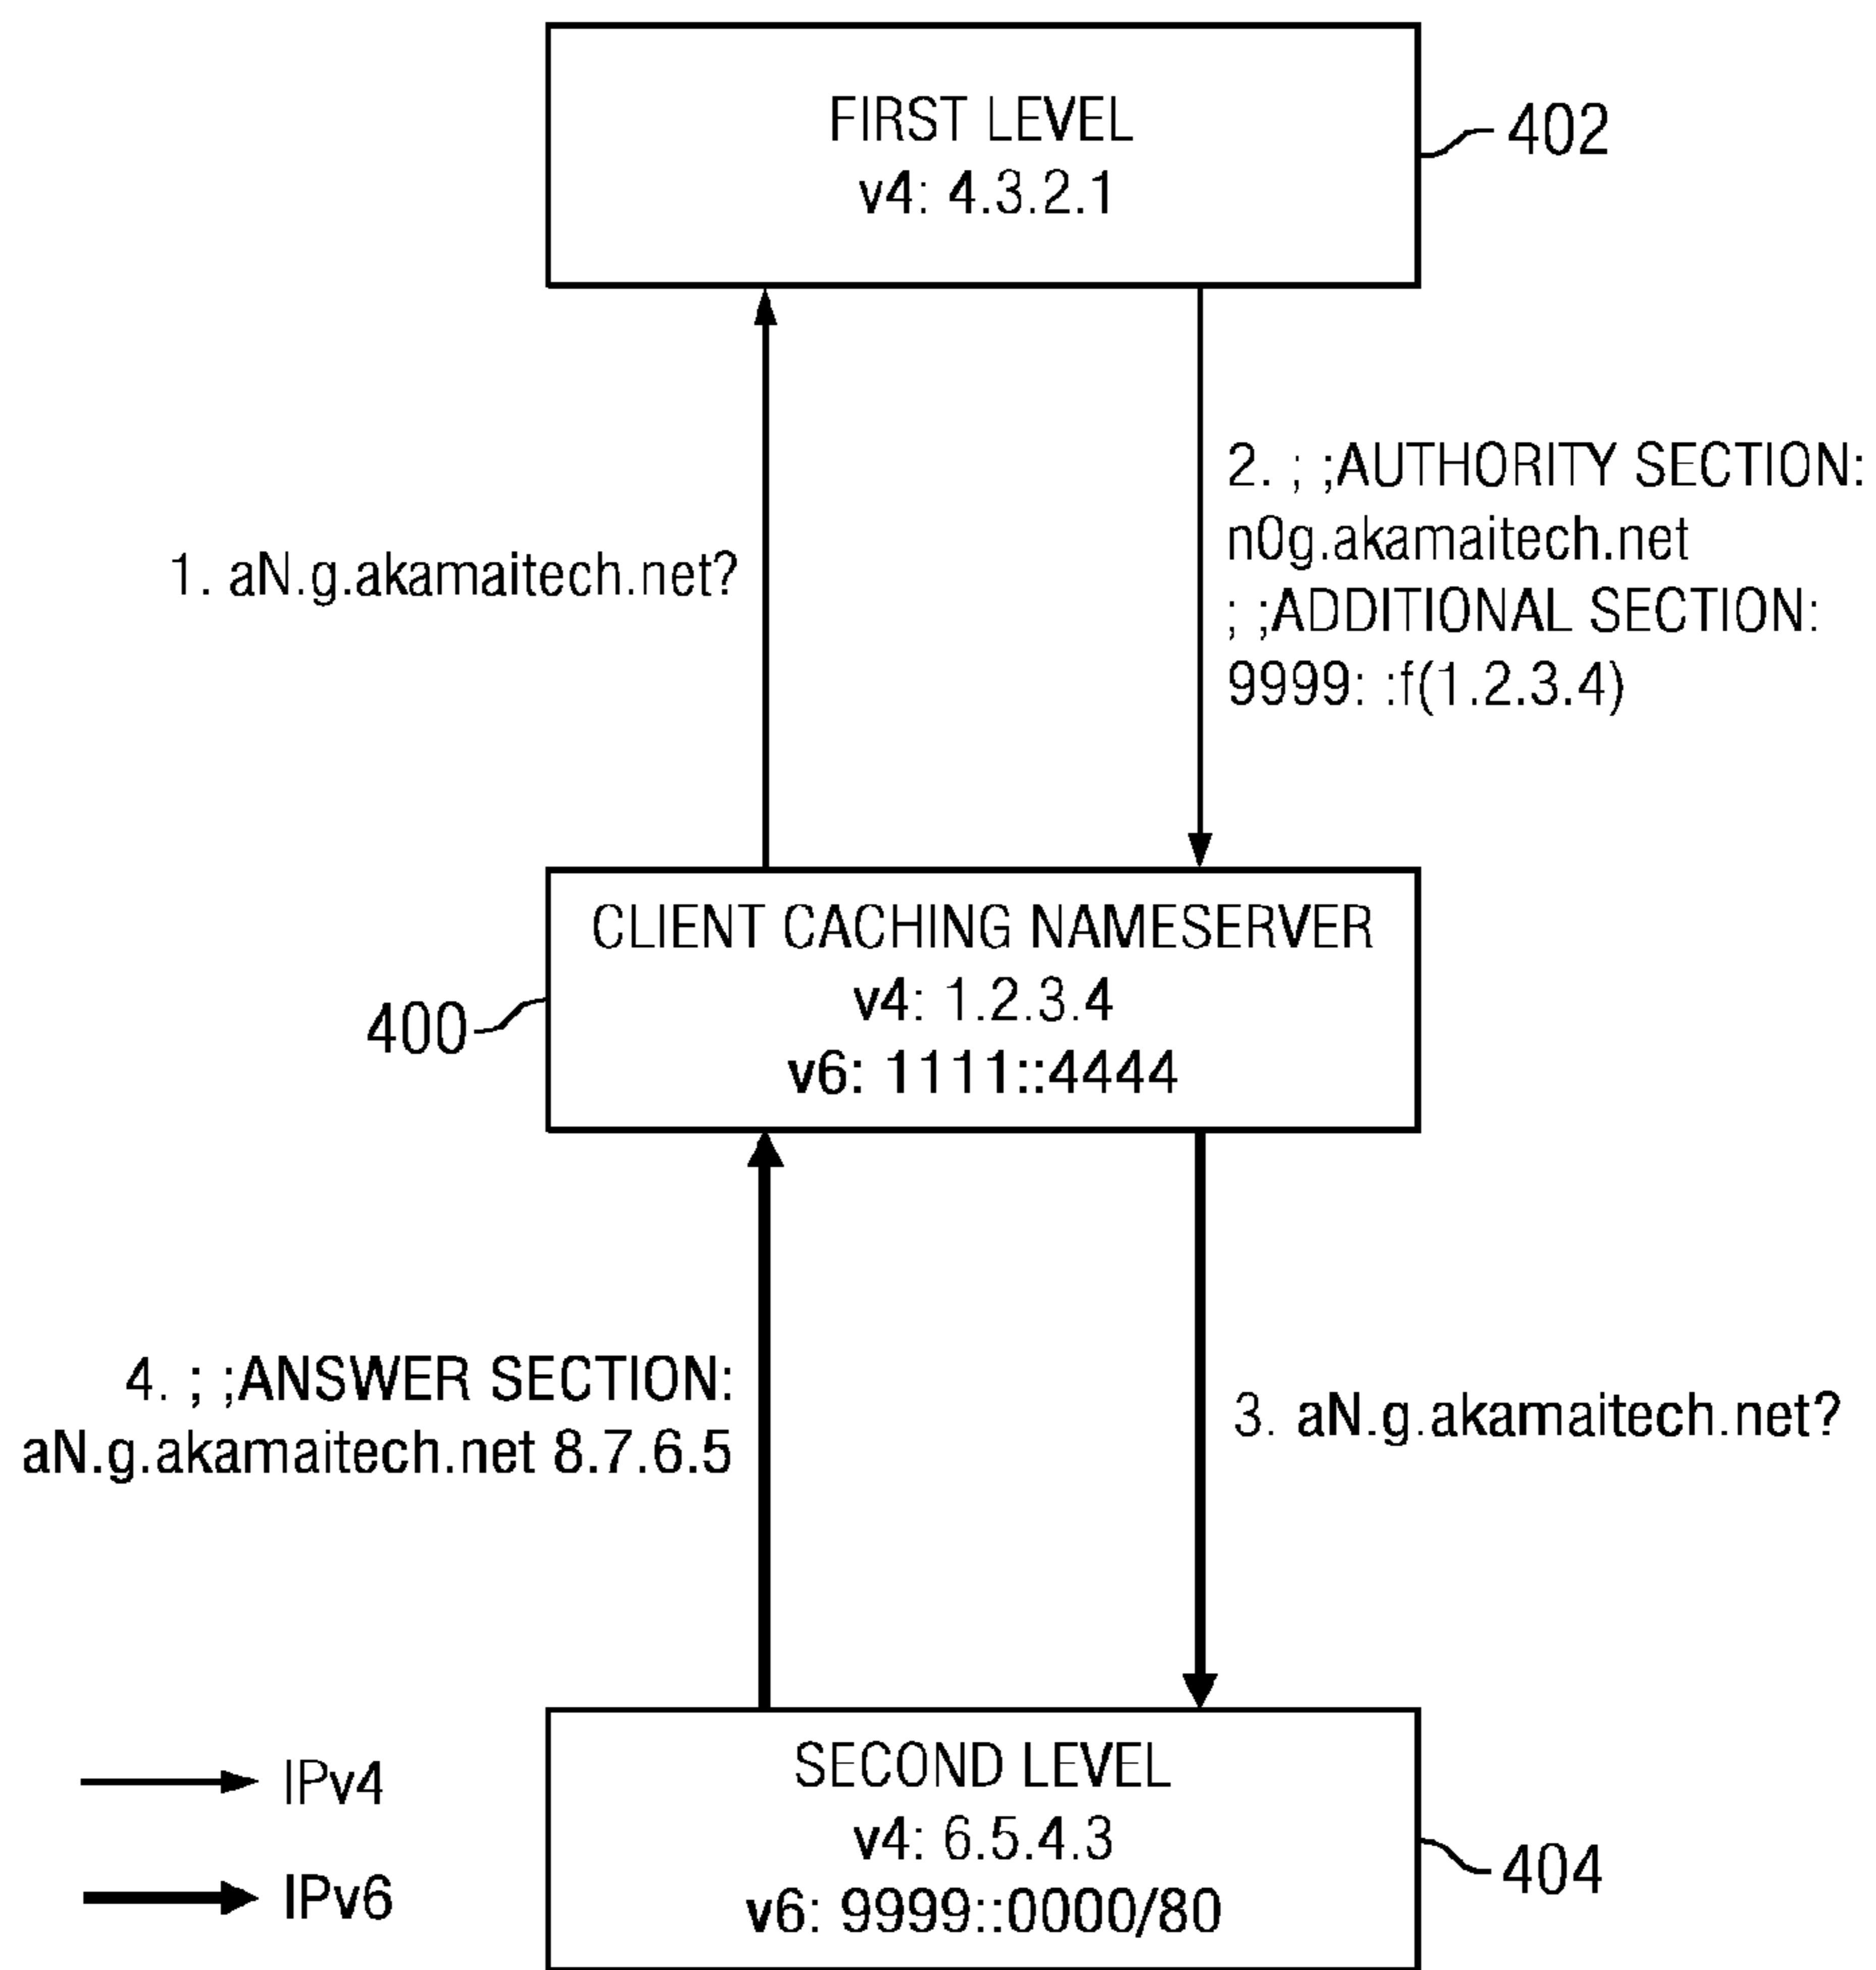 FIRST LEVEL
v4: 4.3.2.1
402
1. aN.g.akamaitech.net?
2. ; ;AUTHORITY SECTION:
n0g.akamaitech.net
; ;ADDITIONAL SECTION:
9999: :f(1.2.3.4)
CLIENT CACHING NAMESERVER
v4: 1.2.3.4
v6: 1111::4444
400
4. ; ;ANSWER SECTION:
aN.g.akamaitech.net 8.7.6.5
3. aN.g.akamaitech.net?
SECOND LEVEL
v4: 6.5.4.3
v6: 9999::0000/80
404
IPv4
IPv6